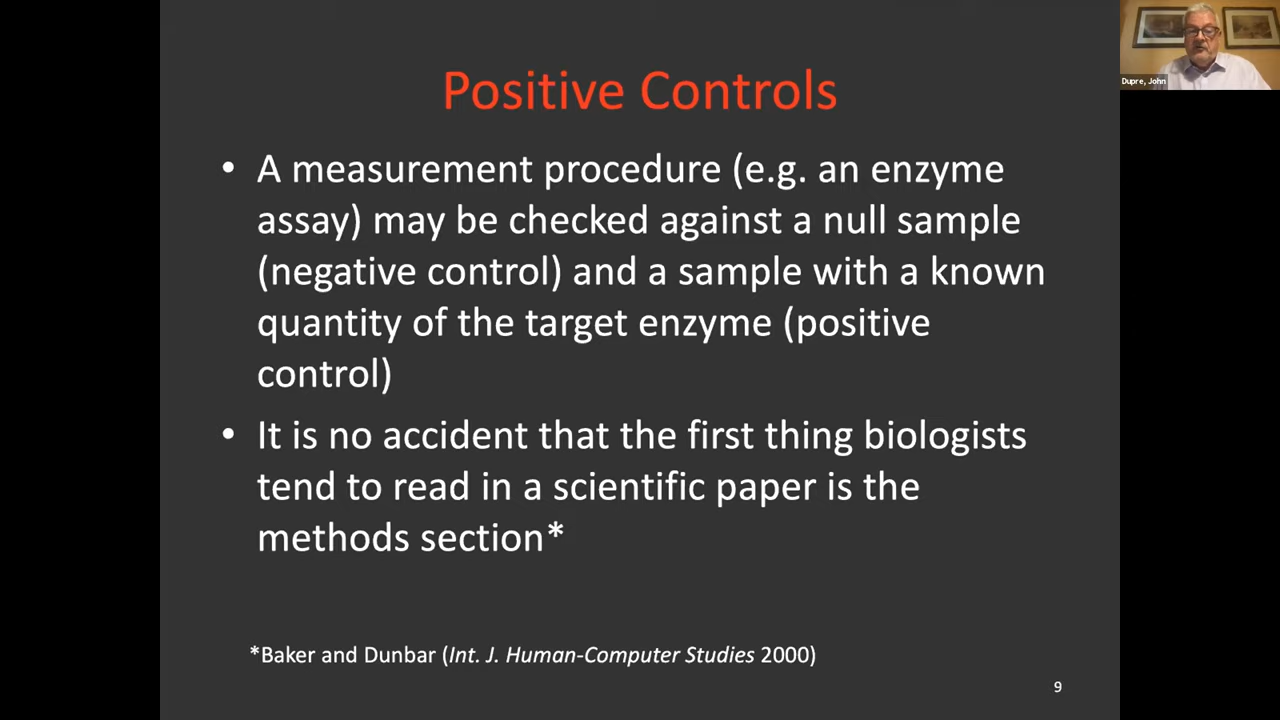 Positive Controls
• A measurement procedure (e.g. an enzyme
assay) may be checked against a null sample
(negative control) and a sample with a known
quantity of the target enzyme (positive
control)
• It is no accident that the first thing biologists
tend to read in a scientific paper is the
methods section*
*Baker and Dunbar (Int. J. Human-Computer Studies 2000)
9
Dupre, John